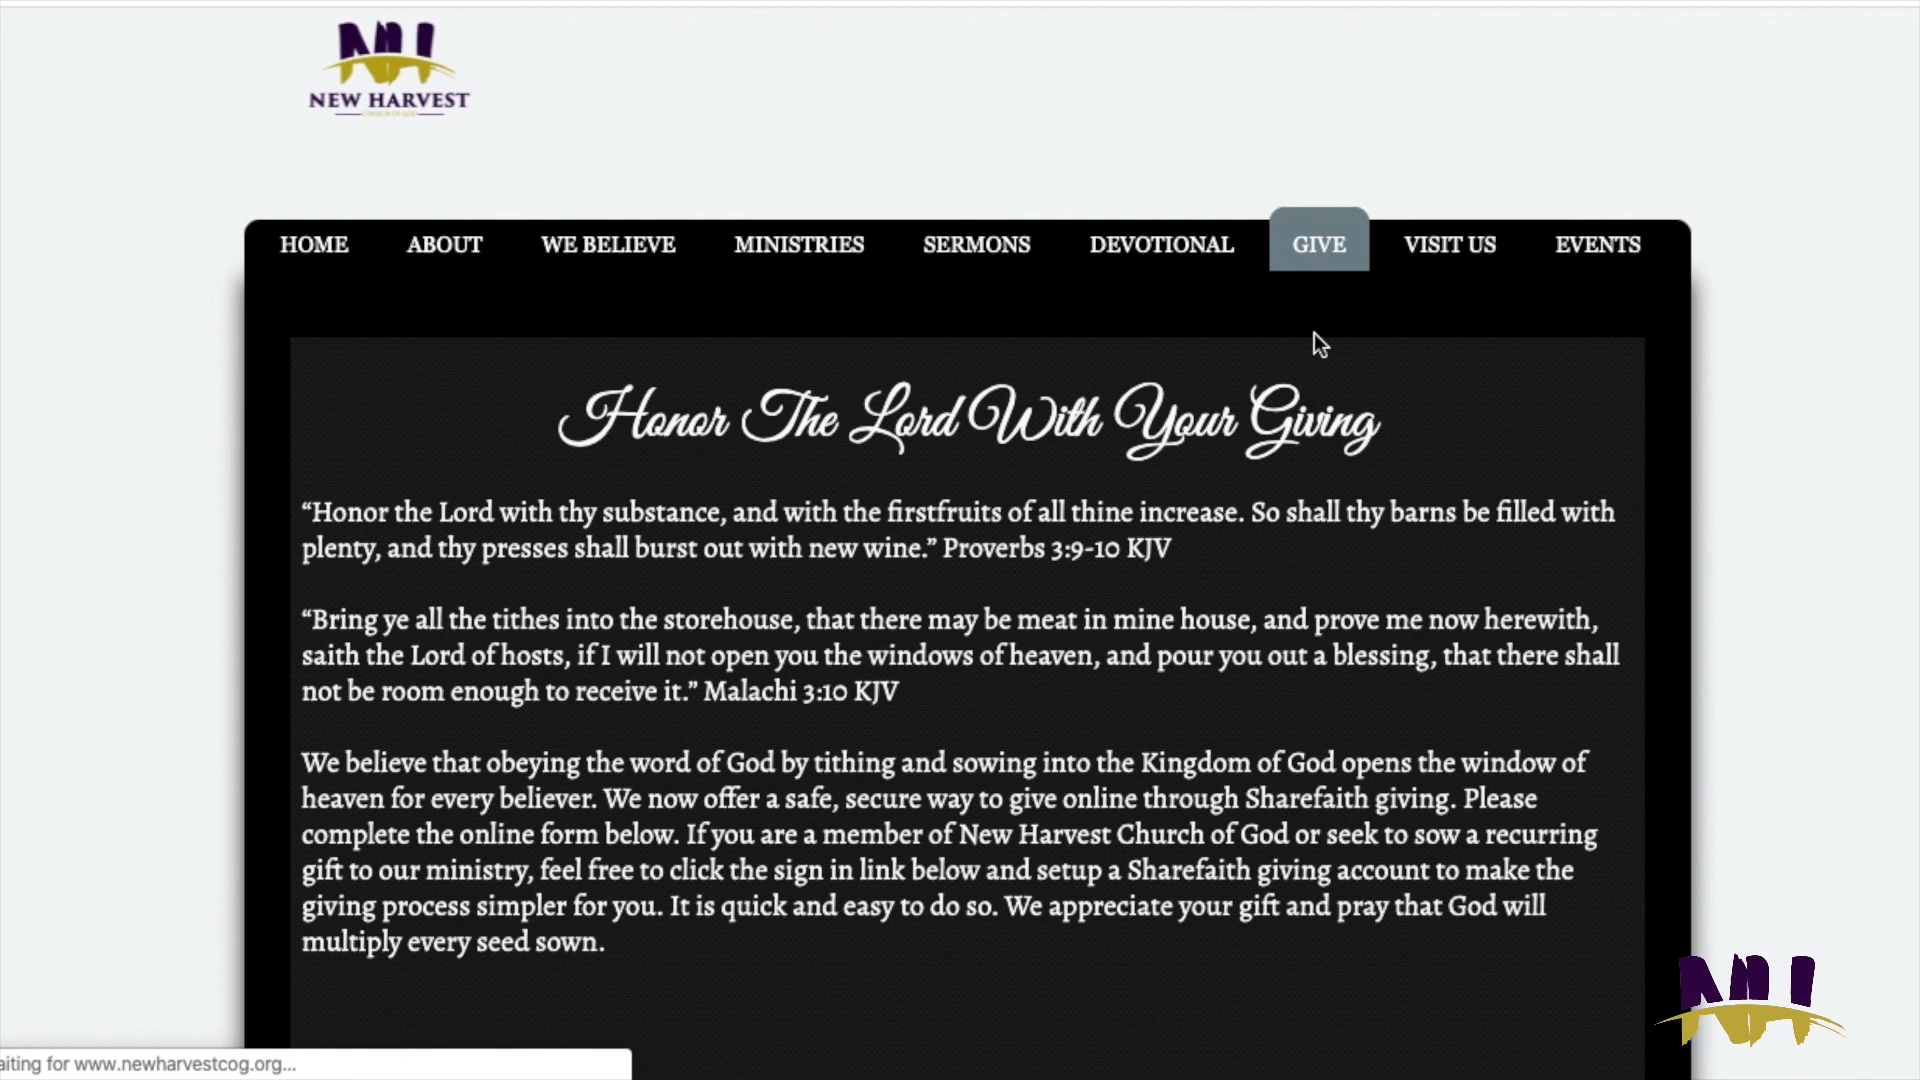 NEW HARVEST
CHURCH OF GOD
HOME ABOUT WE BELIEVE MINISTRIES SERMONS DEVOTIONAL GIVE VISIT US EVENTS
Honor The Lord With Your Giving
“Honor the Lord with thy substance, and with the firstfruits of all thine increase. So shall thy barns be filled with
plenty, and thy presses shall burst out with new wine.” Proverbs 3:9-10 KJV
“Bring ye all the tithes into the storehouse, that there may be meat in mine house, and prove me now herewith,
saith the Lord of hosts, if I will not open you the windows of heaven, and pour you out a blessing, that there shall
not be room enough to receive it.” Malachi 3:10 KJV
We believe that obeying the word of God by tithing and sowing into the Kingdom of God opens the window of
heaven for every believer. We now offer a safe, secure way to give online through Sharefaith giving. Please
complete the online form below. If you are a member of New Harvest Church of God or seek to sow a recurring
gift to our ministry, feel free to click the sign in link below and setup a Sharefaith giving account to make the
giving process simpler for you. It is quick and easy to do so. We appreciate your gift and pray that God will
multiply every seed sown.
aiting for www.newharvestcog.org...